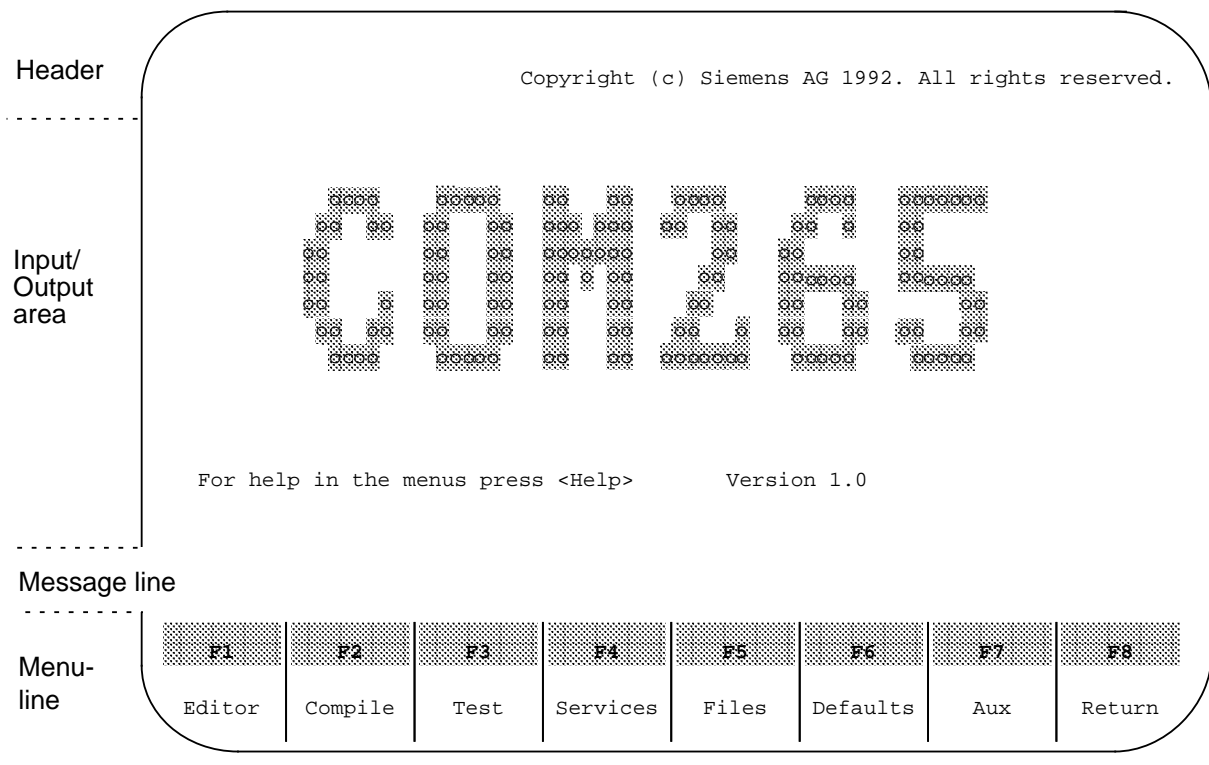 Header
Copyright (c) Siemens AG 1992. All rights reserved.
COM265
Input/
Output
area
For help in the menus press <Help> Version 1.0
Message line
F1 F2 F3 F4 F5 F6 F7 F8
Menu-
line
Editor Compile Test Services Files Defaults Aux Return